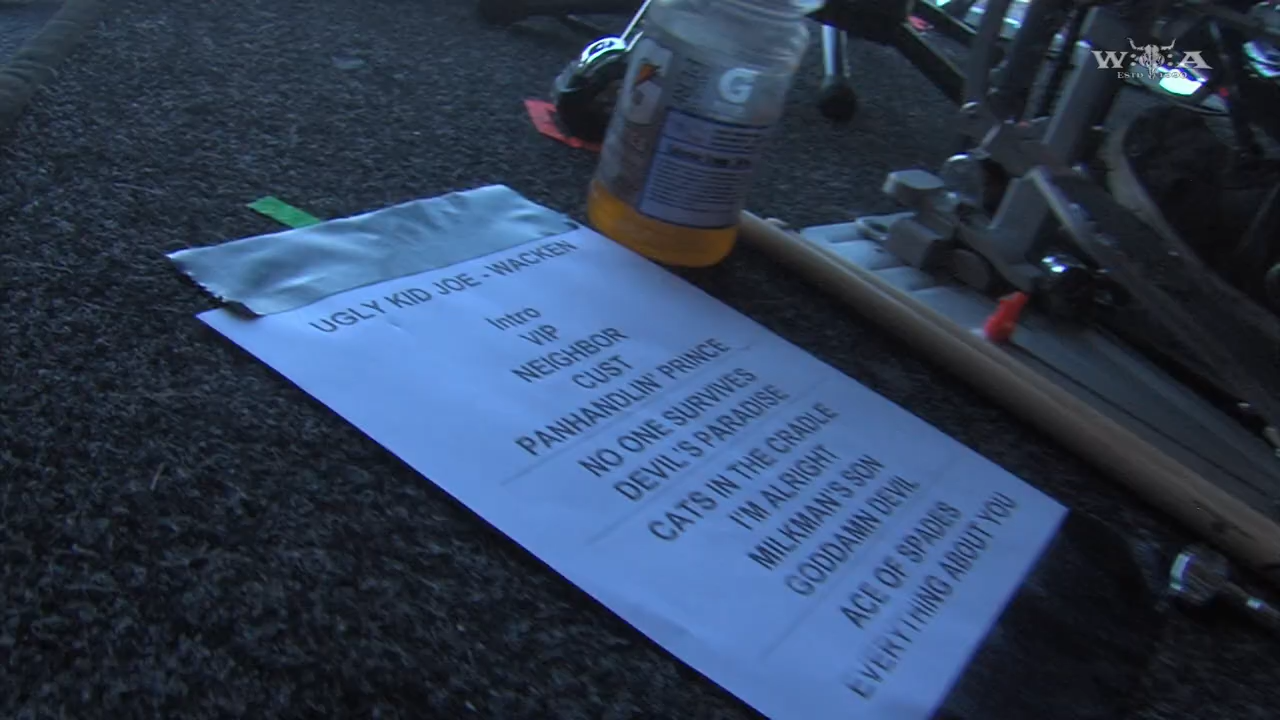 W:O:A
G
UGLY KID JOE - WACKEN
Intro
VIP
NEIGHBOR
CUST
PANHANDLIN' PRINCE
NO ONE SURVIVES
DEVIL'S PARADISE
CATS IN THE CRADLE
I'M ALRIGHT
MILKMAN'S SON
GODDAMN DEVIL
ACE OF SPADES
EVERYTHING ABOUT YOU